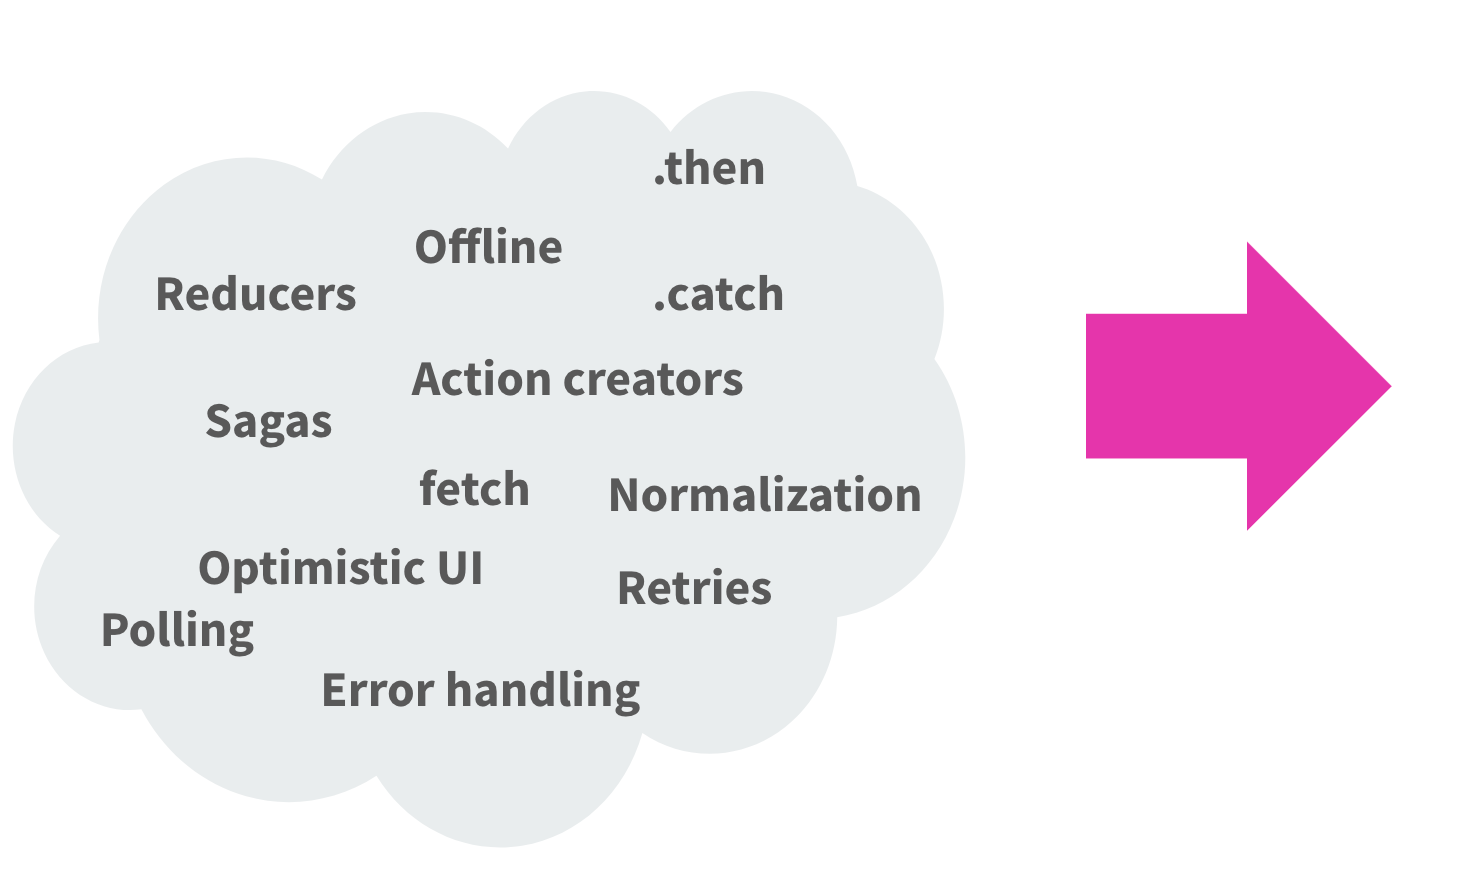 .then
Offline
Reducers
.catch
Action creators
Sagas
fetch
Normalization
Optimistic UI
Retries
Polling
Error handling